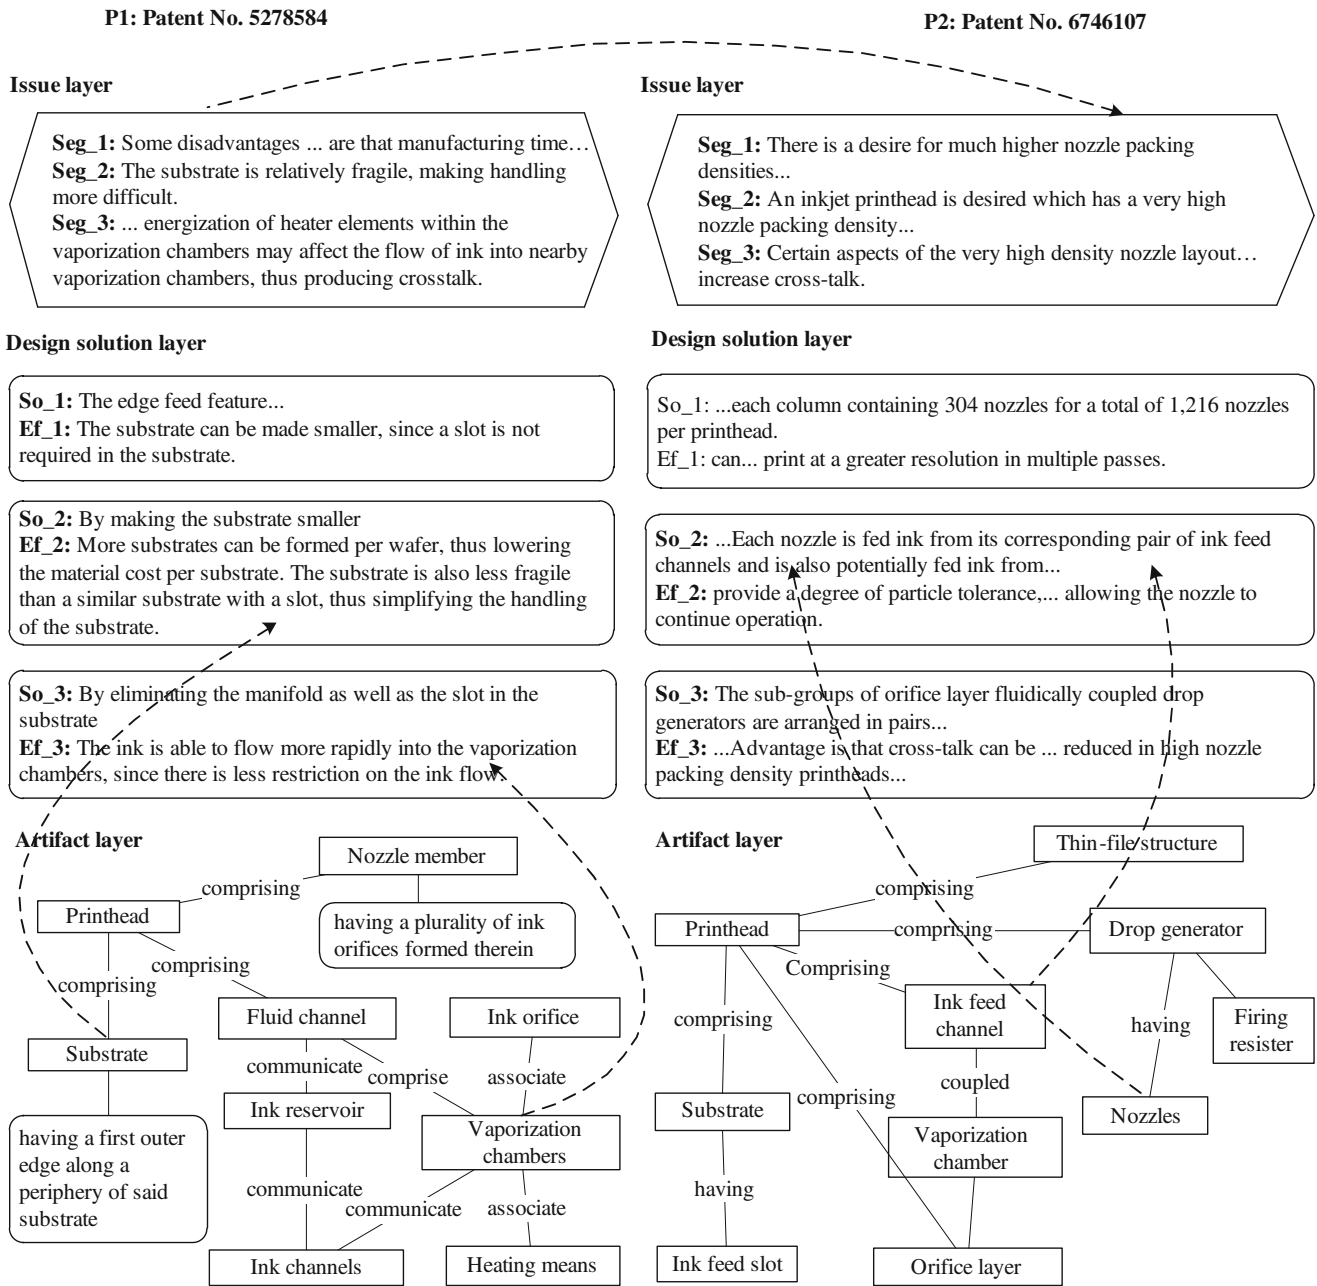 P1: Patent No. 5278584
P2: Patent No. 6746107
Issue layer
Seg_1: Some disadvantages ... are that manufacturing time…
Seg_2: The substrate is relatively fragile, making handling
more difficult.
Seg_3: ... energization of heater elements within the
vaporization chambers may affect the flow of ink into nearby
vaporization chambers, thus producing crosstalk.
Issue layer
Seg_1: There is a desire for much higher nozzle packing
densities...
Seg_2: An inkjet printhead is desired which has a very high
nozzle packing density...
Seg_3: Certain aspects of the very high density nozzle layout…
increase cross-talk.
Design solution layer
So_1: The edge feed feature...
Ef_1: The substrate can be made smaller, since a slot is not
required in the substrate.
So_2: By making the substrate smaller
Ef_2: More substrates can be formed per wafer, thus lowering
the material cost per substrate. The substrate is also less fragile
than a similar substrate with a slot, thus simplifying the handling
of the substrate.
So_3: By eliminating the manifold as well as the slot in the
substrate
Ef_3: The ink is able to flow more rapidly into the vaporization
chambers, since there is less restriction on the ink flow.
Design solution layer
So_1: ...each column containing 304 nozzles for a total of 1,216 nozzles
per printhead.
Ef_1: can... print at a greater resolution in multiple passes.
So_2: ...Each nozzle is fed ink from its corresponding pair of ink feed
channels and is also potentially fed ink from...
Ef_2: provide a degree of particle tolerance,... allowing the nozzle to
continue operation.
So_3: The sub-groups of orifice layer fluidically coupled drop
generators are arranged in pairs...
Ef_3: ...Advantage is that cross-talk can be ... reduced in high nozzle
packing density printheads...
Artifact layer
Nozzle member
comprising
Printhead
having a plurality of ink
orifices formed therein
comprising
comprising
Fluid channel
Ink orifice
Substrate
communicate
comprise
associate
Ink reservoir
Vaporization
chambers
having a first outer
edge along a
periphery of said
substrate
communicate
communicate
associate
Ink channels
Heating means
Artifact layer
Thin-file structure
comprising
Printhead
comprising
Drop generator
Comprising
Ink feed
channel
comprising
having
Firing
resister
coupled
comprising
Substrate
Nozzles
Vaporization
chamber
having
Ink feed slot
Orifice layer